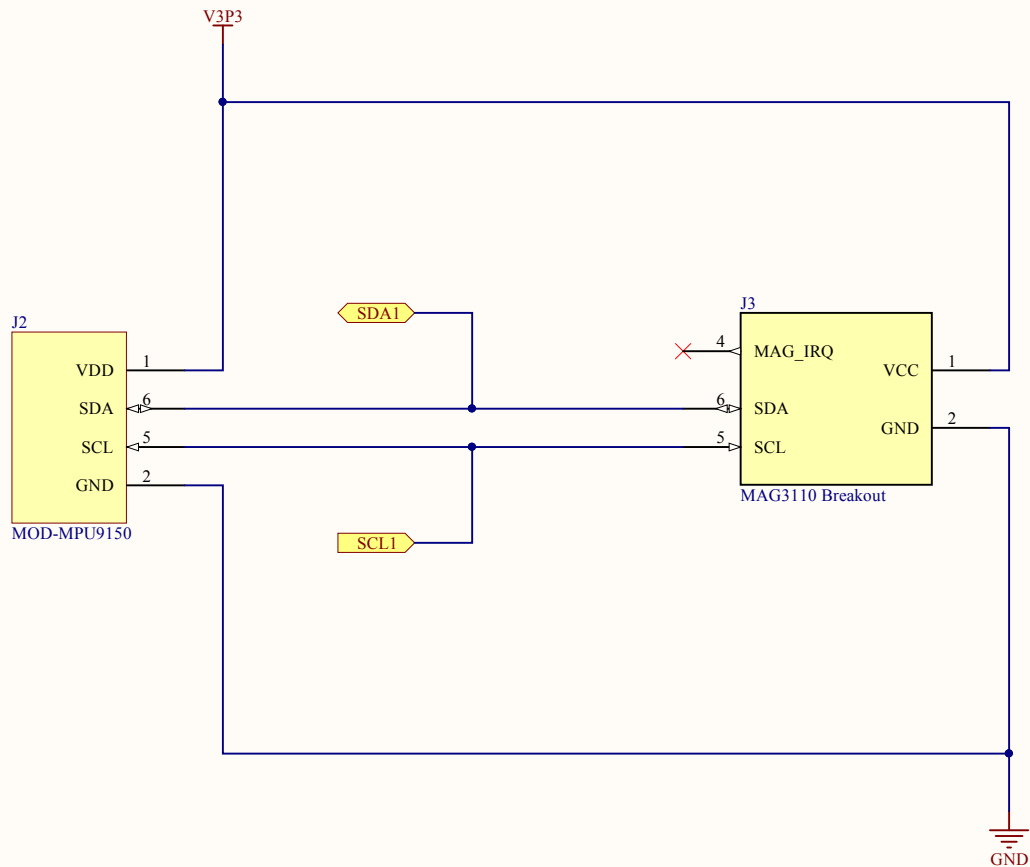 V3P3
J2
VDD 1
SDA 6
SCL 5
GND 2
MOD-MPU9150
SDA1
SCL1
J3
4 MAG_IRQ
6 SDA
5 SCL
VCC 1
GND 2
MAG3110 Breakout
GND